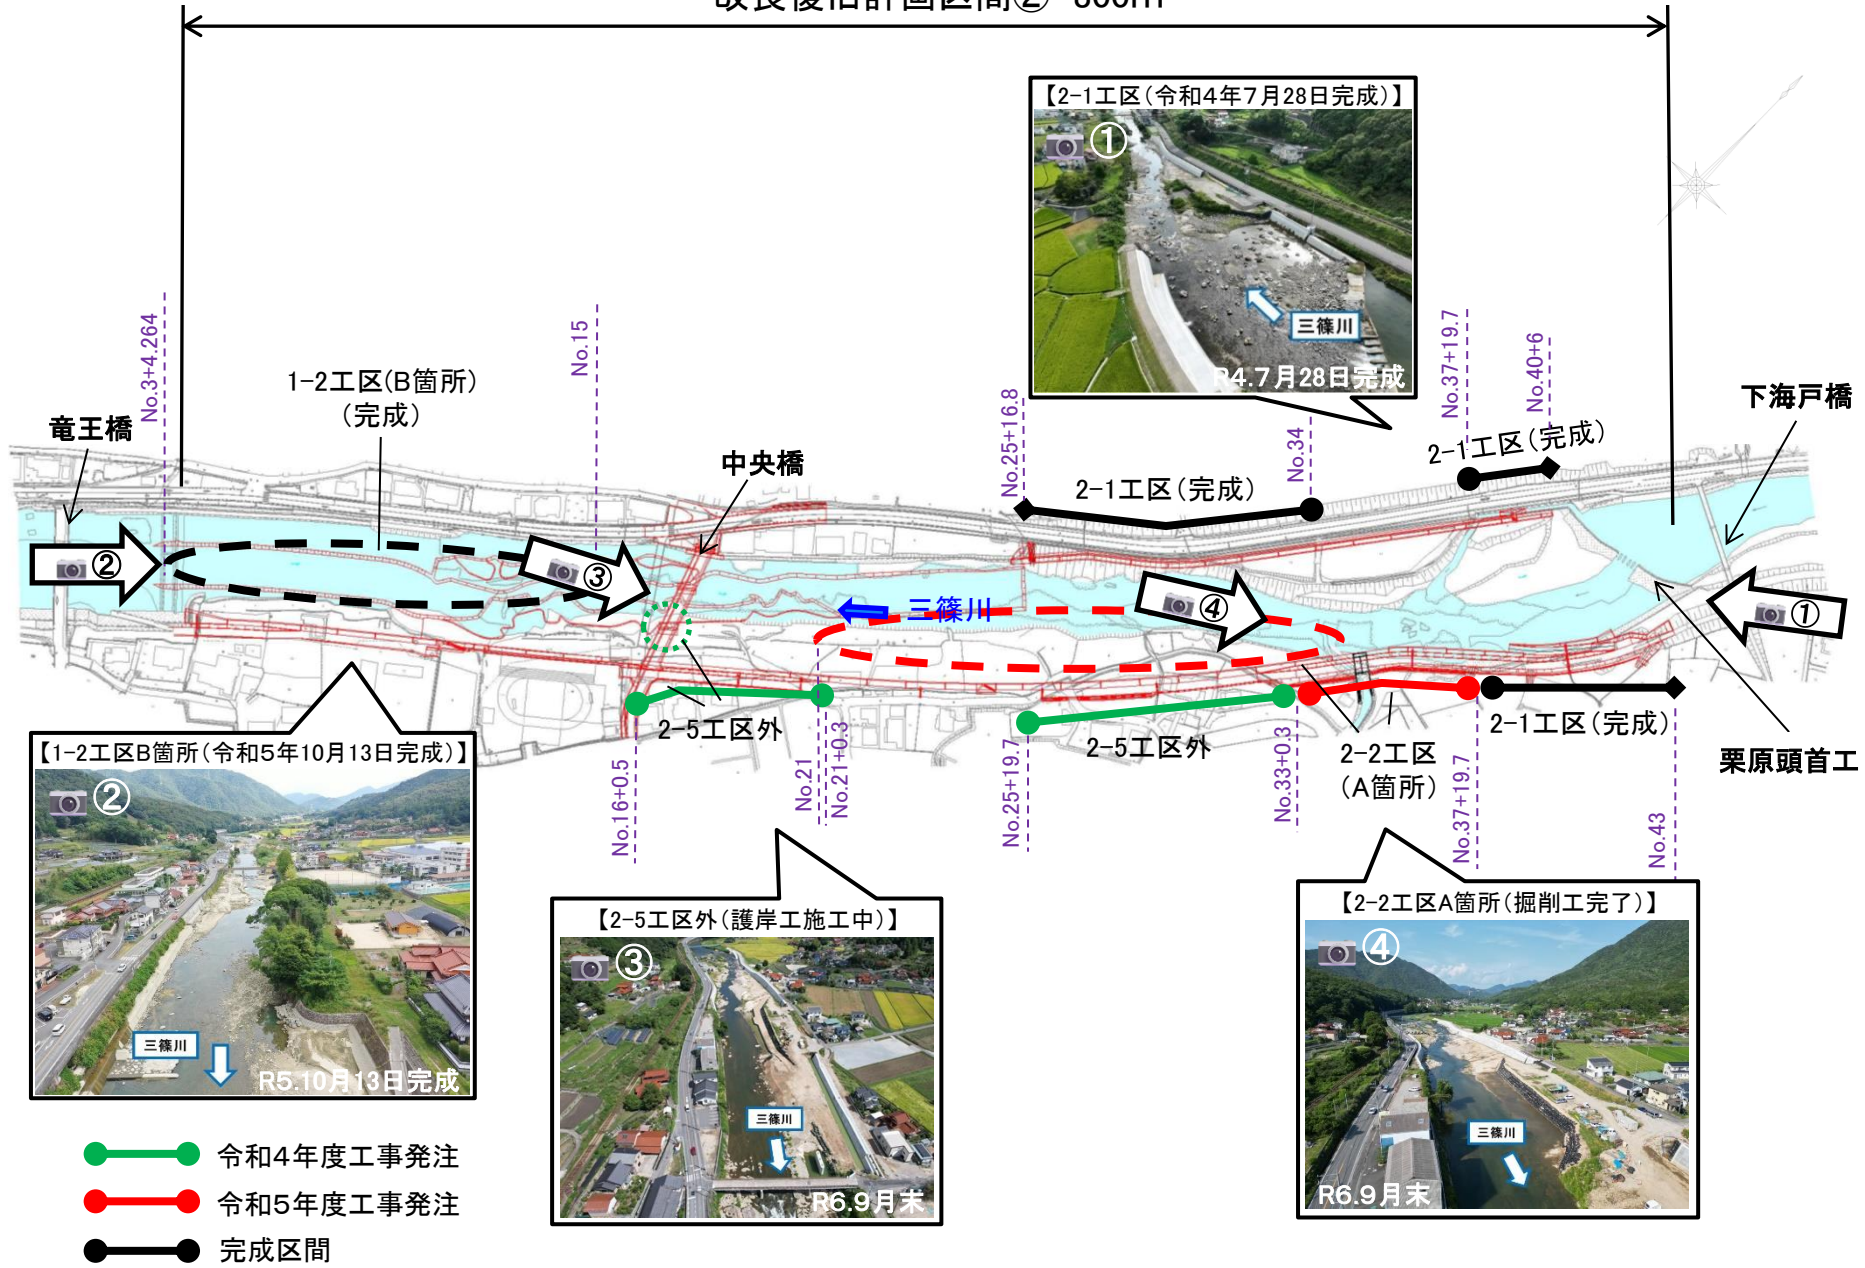 改良復旧計画区間② 800m
【2-1工区(令和4年7月28日完成)】
①
三篠川
R4.7月28日完成
No.3+4.264
No.15
No.25+16.8
No.34
No.37+19.7
No.40+6
1-2工区(B箇所)
(完成)
竜王橋
中央橋
2-1工区(完成)
2-1工区(完成)
下海戸橋
②
③
④
①
三篠川
2-5工区外
2-5工区外
2-2工区
(A箇所)
2-1工区(完成)
栗原頭首工
No.16+0.5
No.21
No.21+0.3
No.25+19.7
No.33+0.3
No.37+19.7
No.43
【1-2工区B箇所(令和5年10月13日完成)】
②
三篠川
R5.10月13日完成
【2-5工区外(護岸工施工中)】
③
三篠川
R6.9月末
【2-2工区A箇所(掘削工完了)】
④
三篠川
R6.9月末
令和4年度工事発注
令和5年度工事発注
完成区間